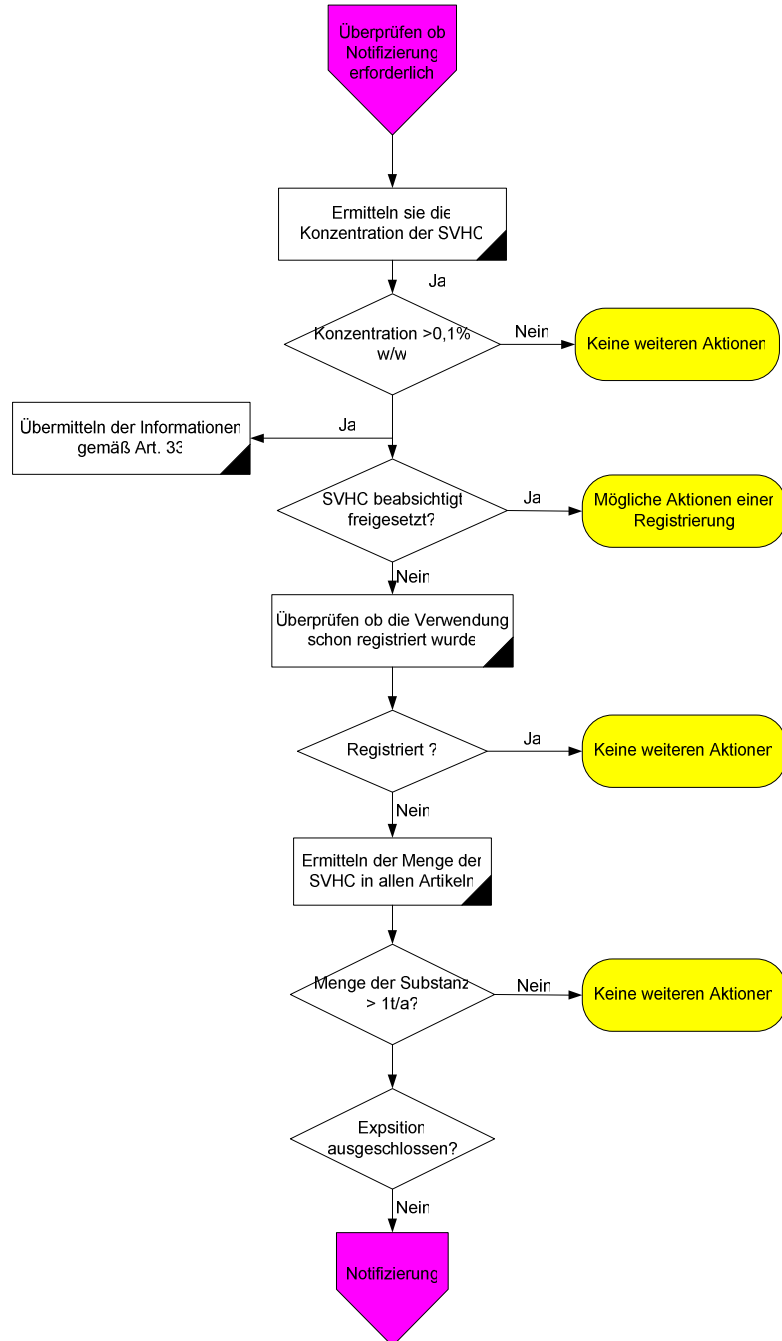 Überprüfen ob
Notifizierung
erforderlich
Ermitteln sie die
Konzentration der SVHC
Ja
Konzentration >0,1%
w/w
Nein
Keine weiteren Aktionen
Übermitteln der Informationen
gemäß Art. 33
Ja
SVHC beabsichtigt
freigesetzt?
Ja
Mögliche Aktionen einer
Registrierung
Nein
Überprüfen ob die Verwendung
schon registriert wurde
Registriert ?
Ja
Keine weiteren Aktionen
Nein
Ermitteln der Menge der
SVHC in allen Artikeln
Menge der Substanz
> 1t/a?
Nein
Keine weiteren Aktionen
Expsition
ausgeschlossen?
Nein
Notifizierung